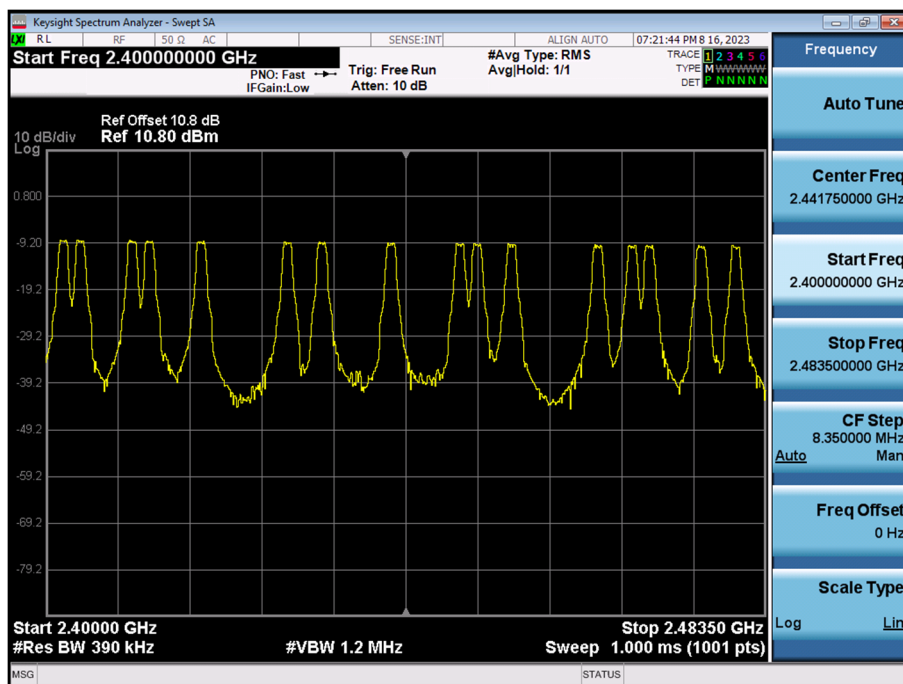 Keysight Spectrum Analyzer - Swept SA
LXI RL RF 50 Ω AC SENSE:INT ALIGN AUTO 07:21:44 PM 8 16, 2023
Start Freq 2.400000000 GHz
PNO: Fast
IFGain:Low
Trig: Free Run
Atten: 10 dB
#Avg Type: RMS
Avg|Hold: 1/1
TRACE 1 2 3 4 5 6
TYPE M WWWWW
DET P N N N N N
Ref Offset 10.8 dB
10 dB/div Ref 10.80 dBm
Log
0.800
-9.20
-19.2
-29.2
-39.2
-49.2
-59.2
-69.2
-79.2
Start 2.40000 GHz Stop 2.48350 GHz
#Res BW 390 kHz #VBW 1.2 MHz Sweep 1.000 ms (1001 pts)
MSG STATUS
Frequency
Auto Tune
Center Freq
2.441750000 GHz
Start Freq
2.400000000 GHz
Stop Freq
2.483500000 GHz
CF Step
8.350000 MHz
Auto Man
Freq Offset
0 Hz
Scale Type
Log Lin